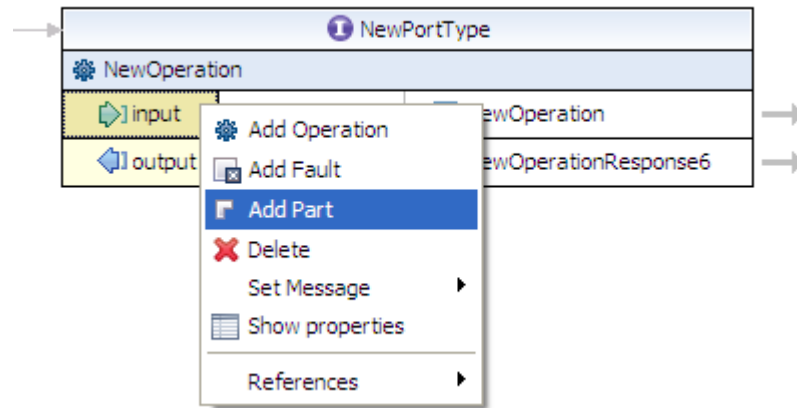 NewPortType
NewOperation
input
ewOperation
output
ewOperationResponse6
Add Operation
Add Fault
Add Part
Delete
Set Message
Show properties
References